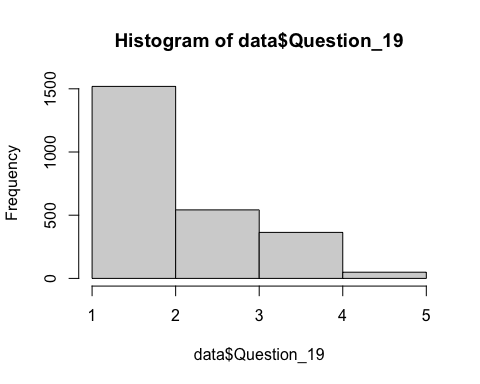 Histogram of data$Question_19
Frequency
1500
1000
500
0
1 2 3 4 5
data$Question_19